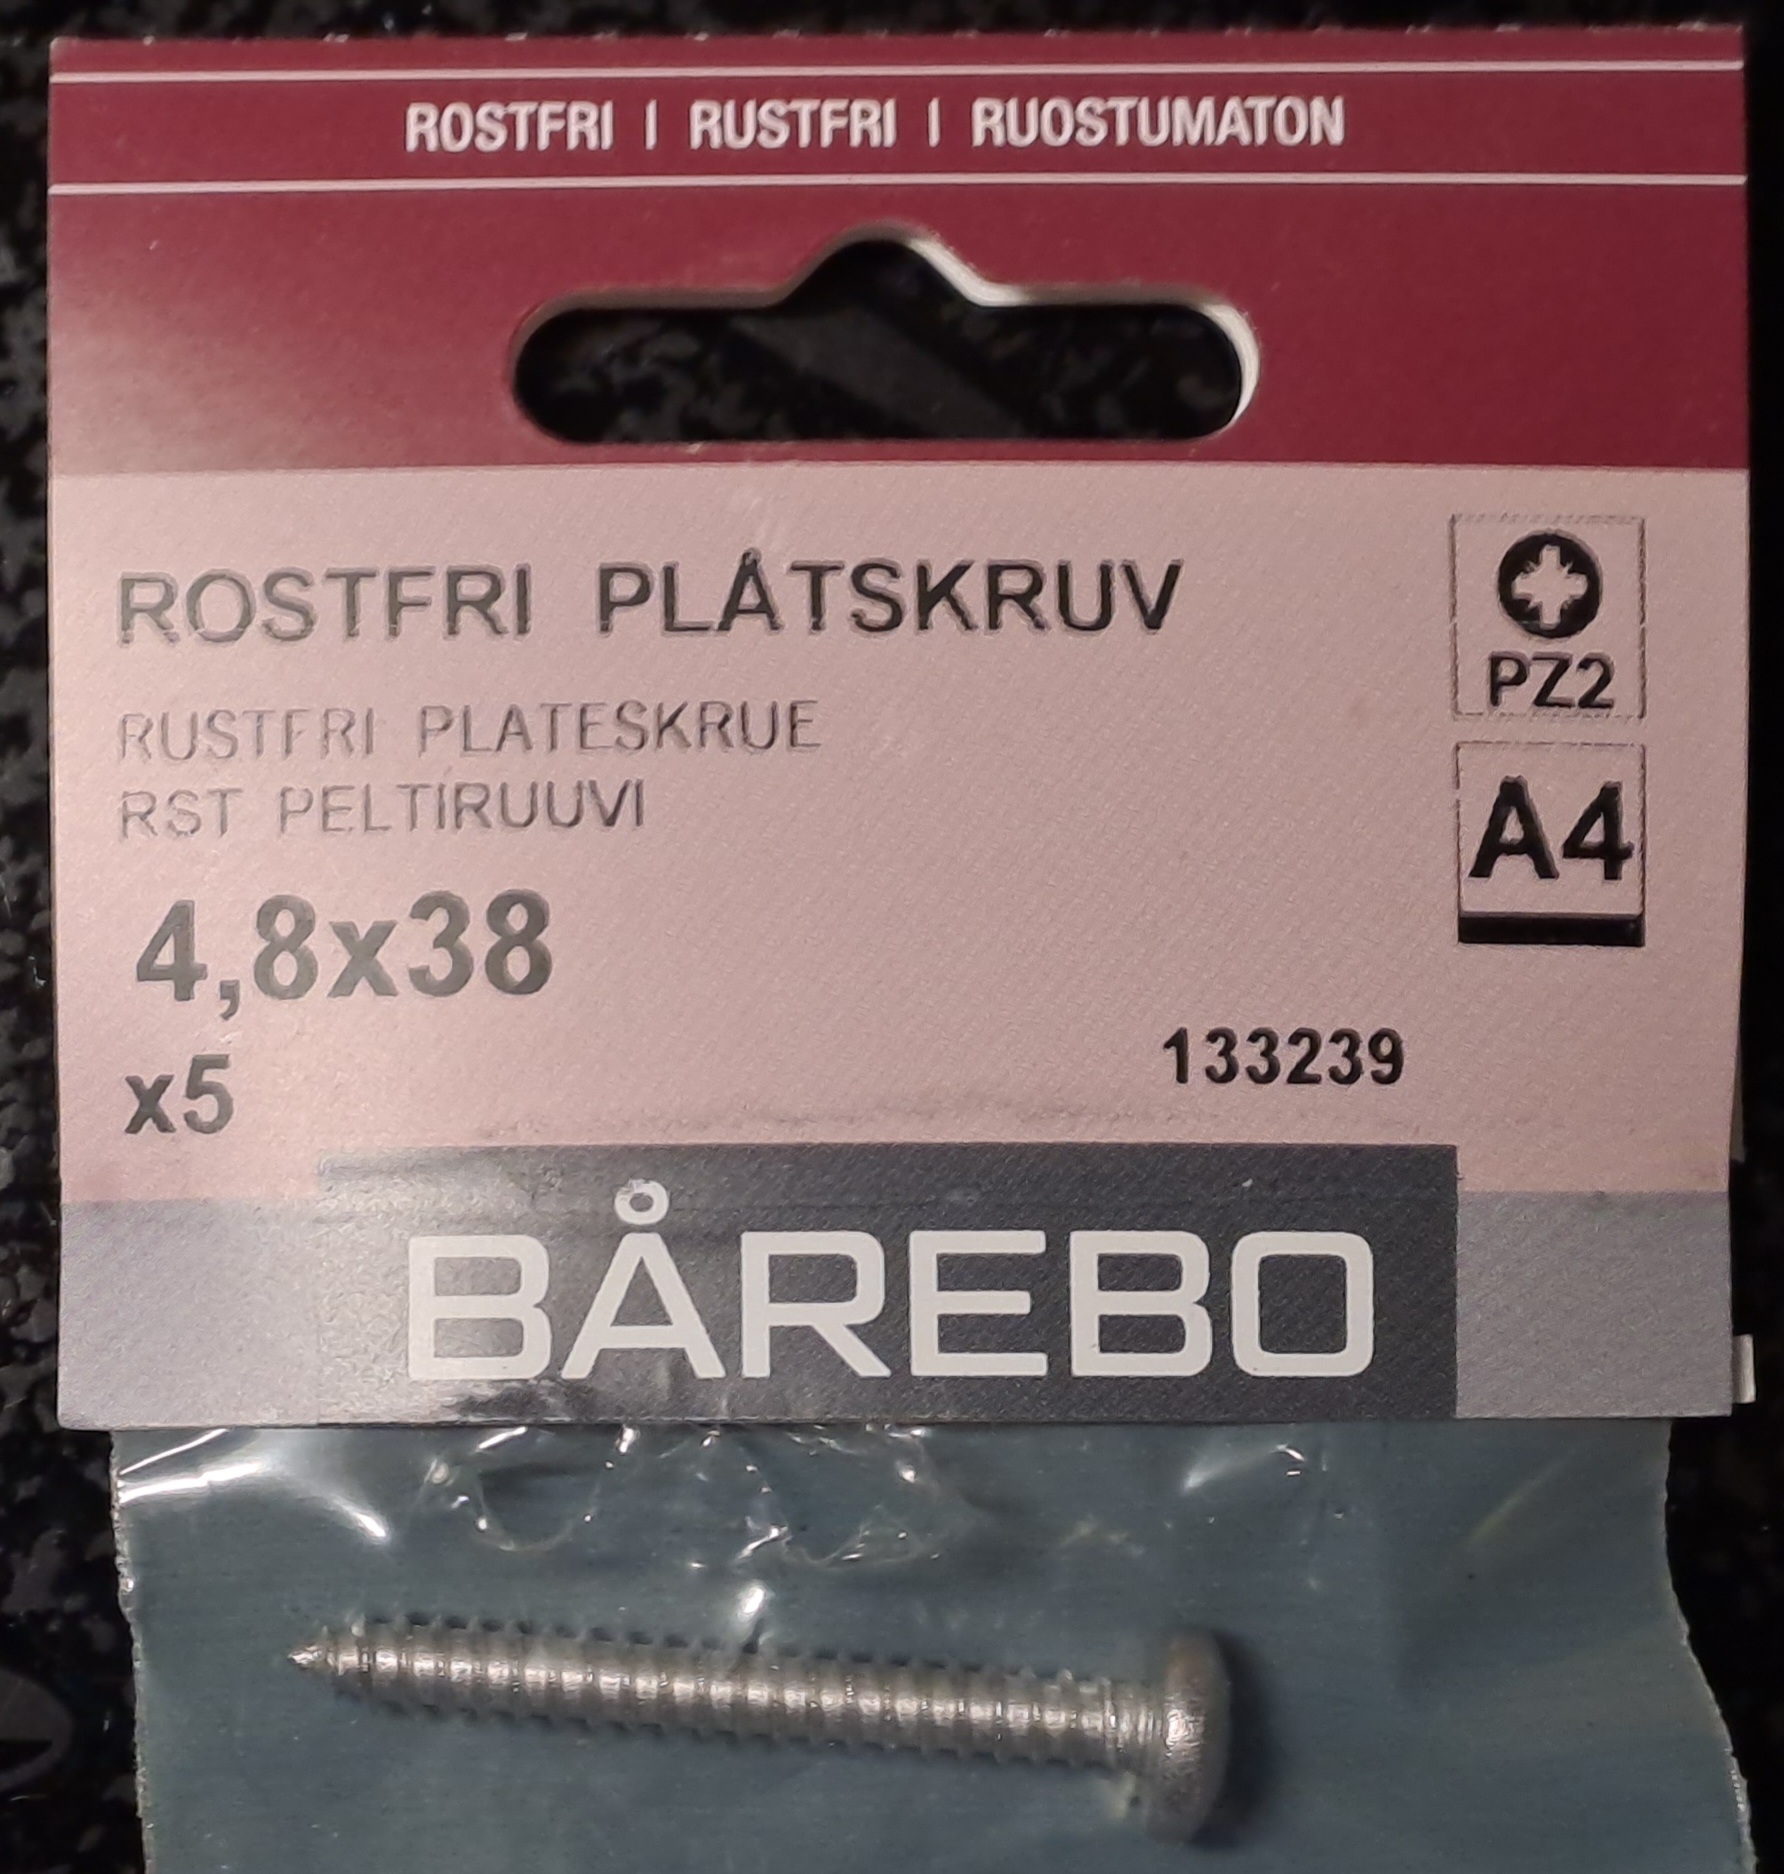 ROSTFRI | RUSTFRI | RUOSTUMATON
ROSTFRI PLÅTSKRUV
RUSTFRI PLATESKRUE
RST PELTIRUUVI
PZ2
A4
4,8x38
133239
x5
BÅREBO